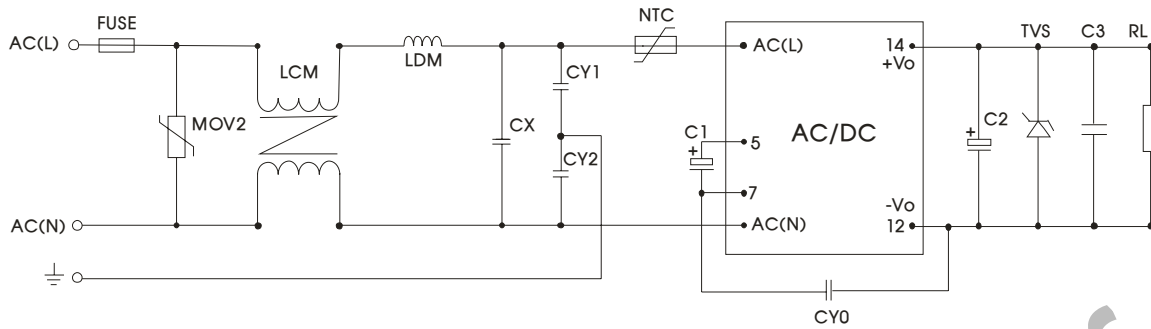 FUSE
NTC
TVS
C3
RL
AC(L)
LDM
AC(L)
14
+Vo
LCM
CY1
MOV2
CX
C1
+
5
AC/DC
+
C2
CY2
7
-Vo
AC(N)
AC(N)
12
CY0